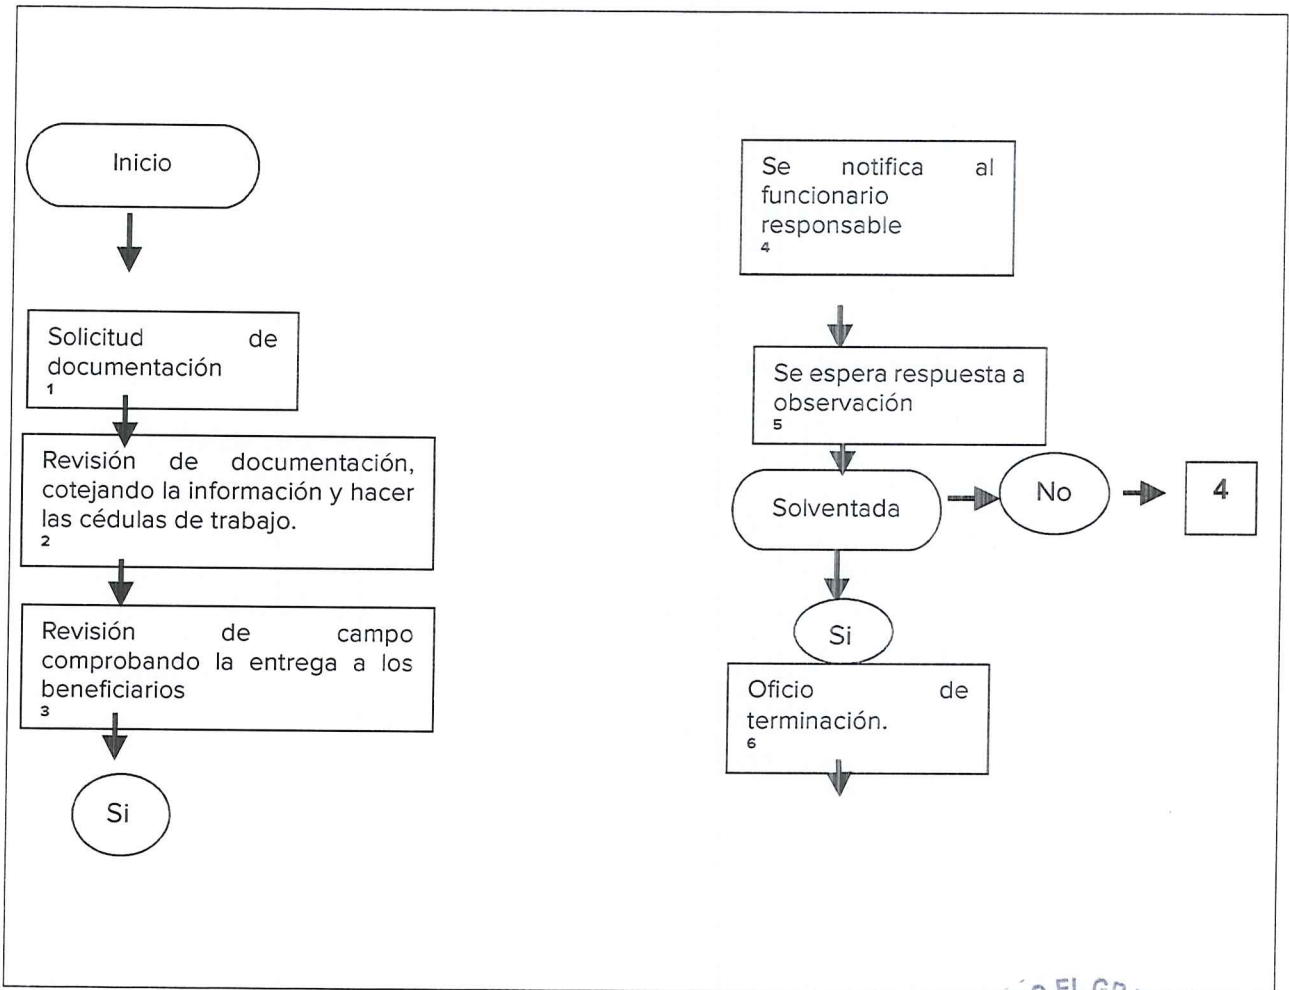 Inicio
Solicitud de
documentación
1
Revisión de documentación,
cotejando la información y hacer
las cédulas de trabajo.
2
Revisión de campo
comprobando la entrega a los
beneficiarios
3
Si
Se notifica al
funcionario
responsable
4
Se espera respuesta a
observación
5
Solventada
No
4
Si
Oficio de
terminación.
6
EL